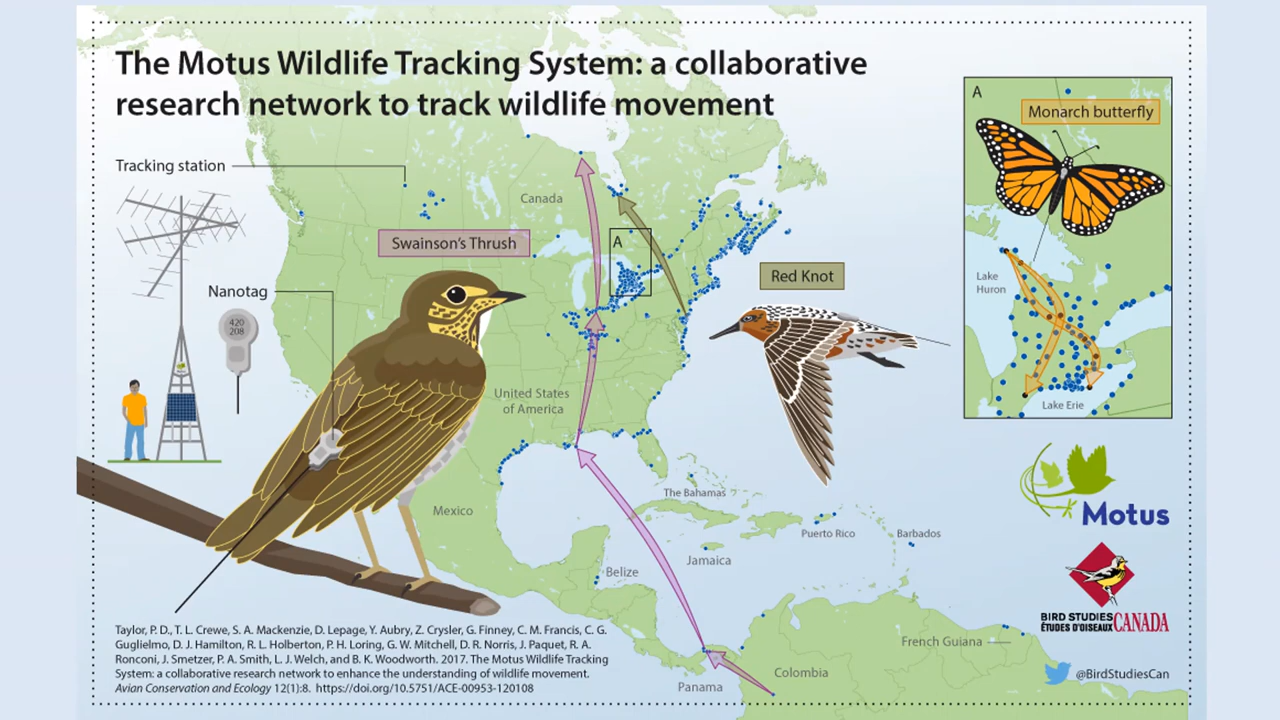 The Motus Wildlife Tracking System: a collaborative
research network to track wildlife movement
Tracking station
Nanotag
420
208
Swainson's Thrush
Canada
A
Red Knot
United States
of America
Mexico
The Bahamas
Puerto Rico
Barbados
Jamaica
Belize
French Guiana
Colombia
Panama
A
Monarch butterfly
Lake
Huron
Lake Erie
Motus
BIRD STUDIES
ÉTUDES D'OISEAUX CANADA
@BirdStudiesCan
Taylor, P. D., T. L. Crewe, S. A. Mackenzie, D. Lepage, Y. Aubry, Z. Crysler, G. Finney, C. M. Francis, C. G.
Guglielmo, D. J. Hamilton, R. L. Holberton, P. H. Loring, G. W. Mitchell, D. R. Norris, J. Paquet, R. A.
Ronconi, J. Smetzer, P. A. Smith, L. J. Welch, and B. K. Woodworth. 2017. The Motus Wildlife Tracking
System: a collaborative research network to enhance the understanding of wildlife movement.
Avian Conservation and Ecology 12(1):8. https://doi.org/10.5751/ACE-00953-120108